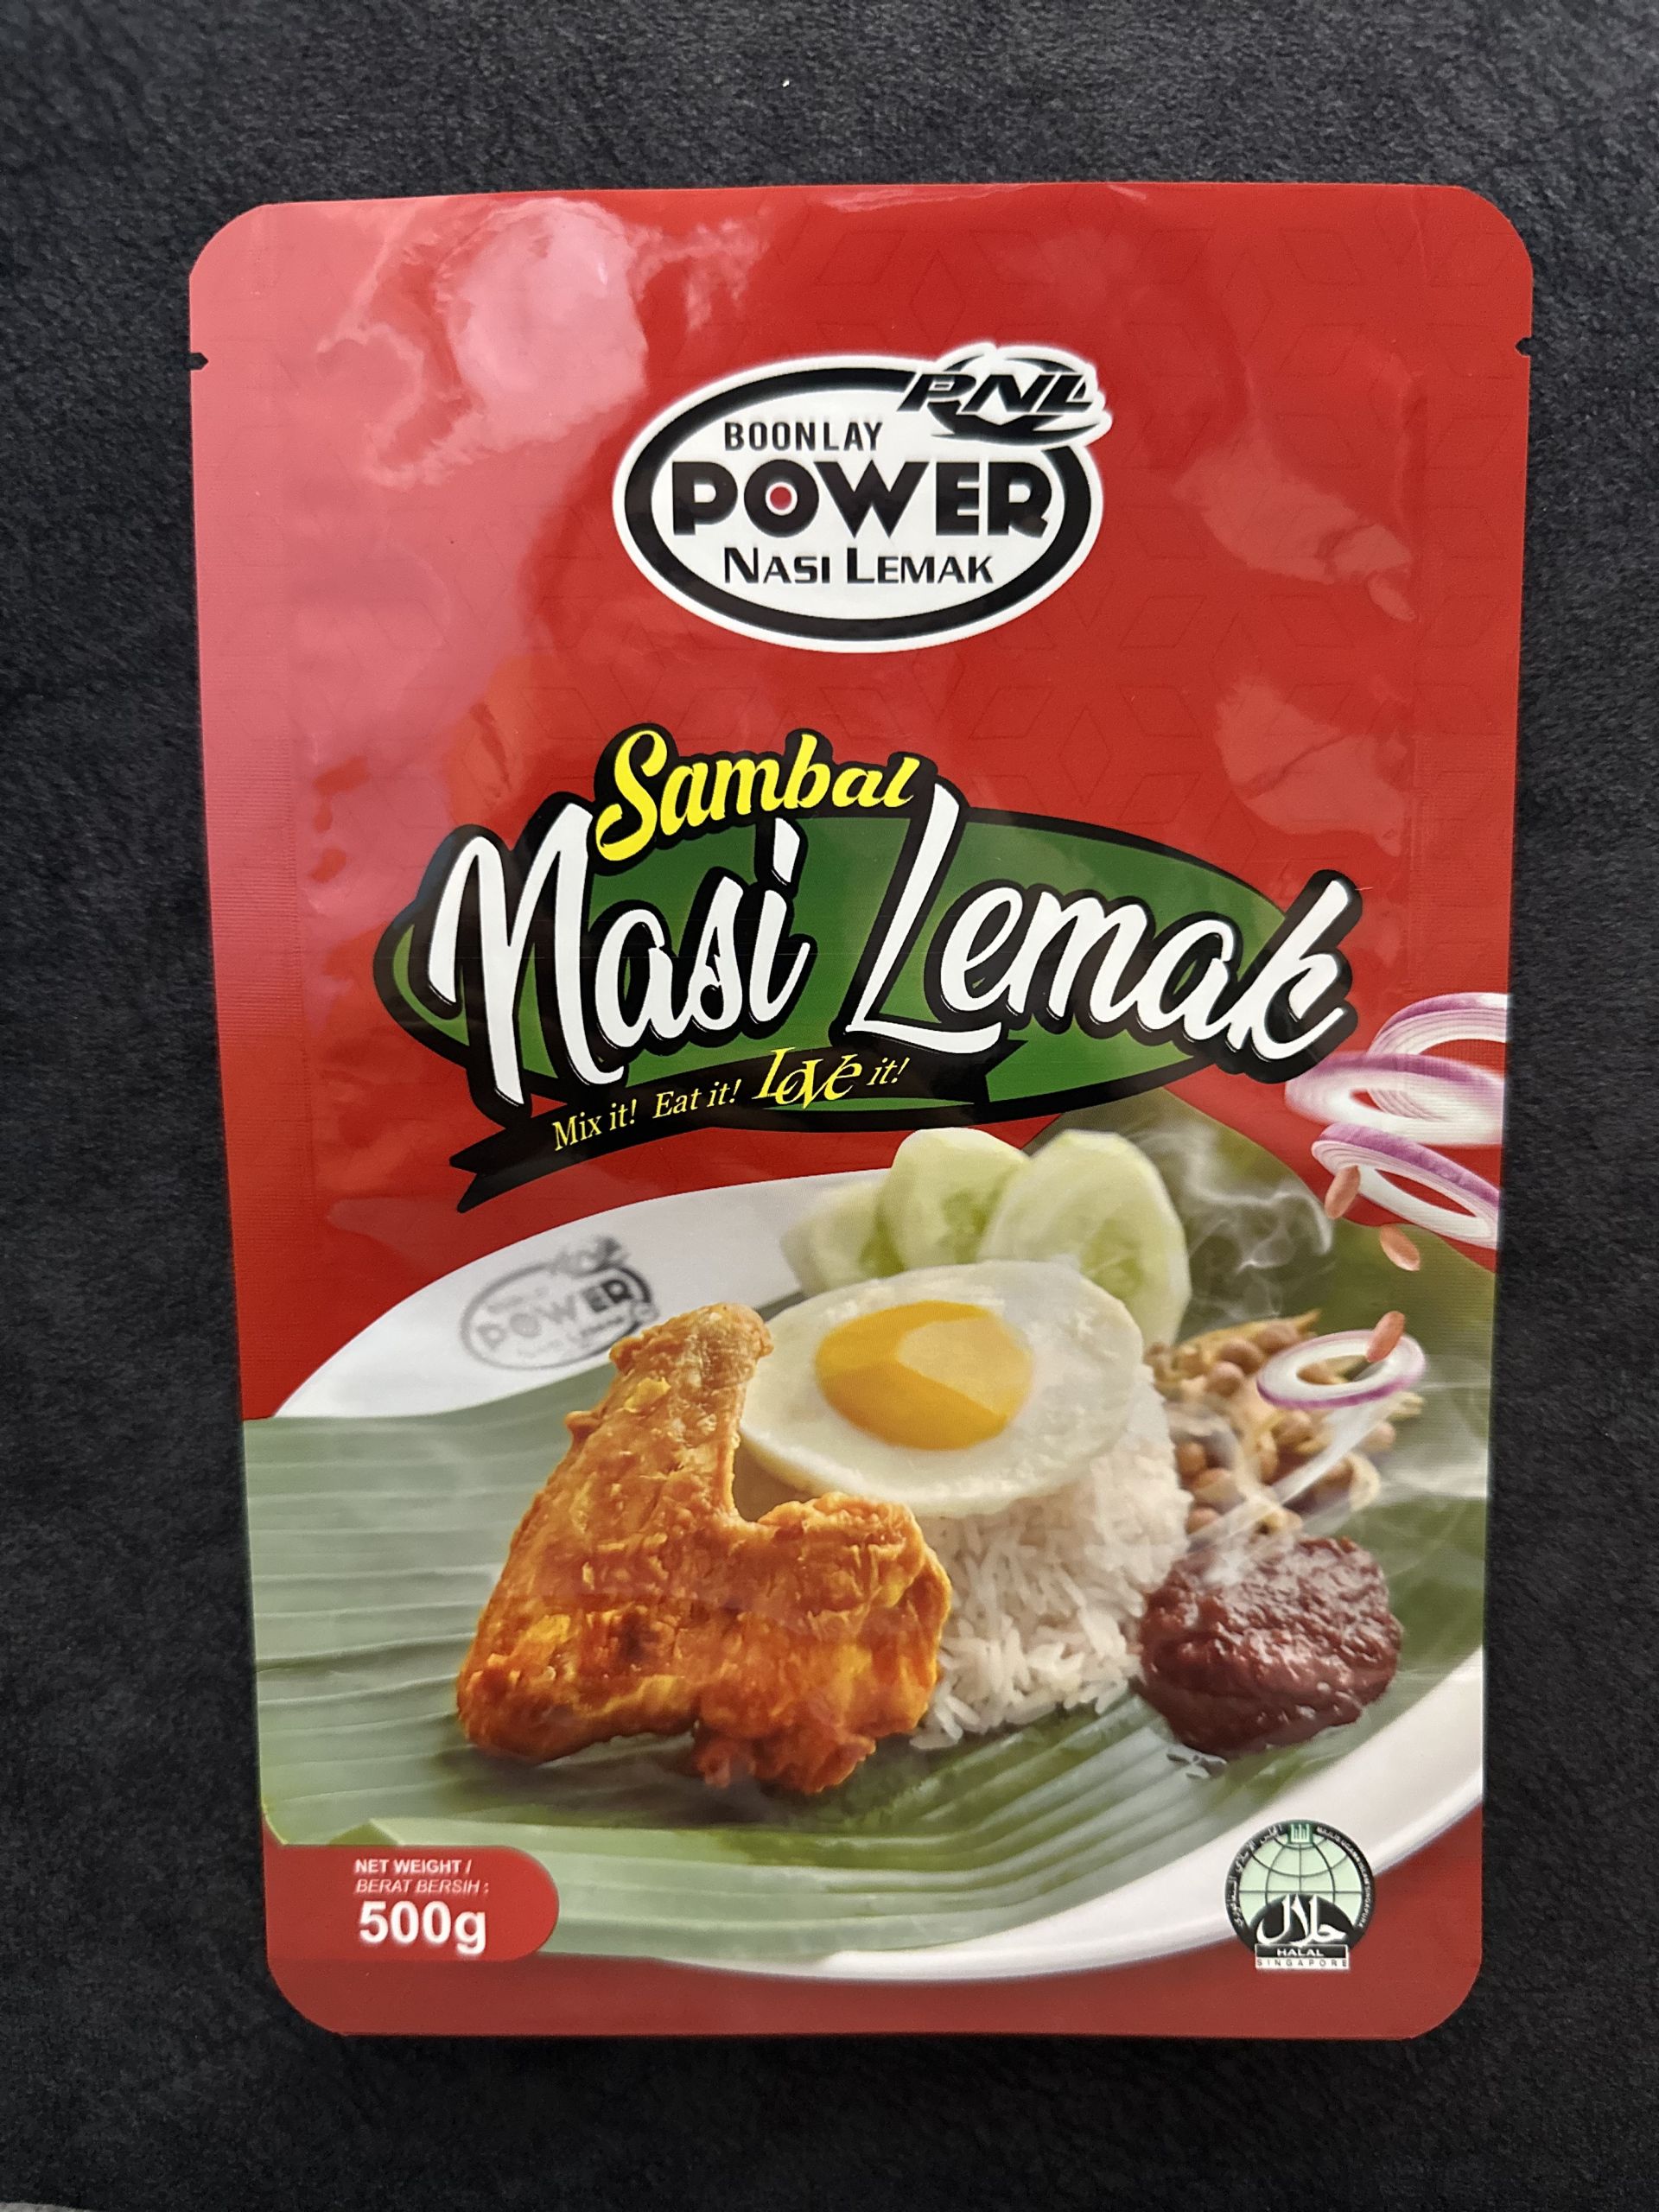 PNL
BOONLAY
POWER
NASI LEMAK
Sambal
Nasi Lemak
Mix it! Eat it! Love it!
POWER
NET WEIGHT /
BERAT BERSIH :
500g
حلال
HALAL
SINGAPORE